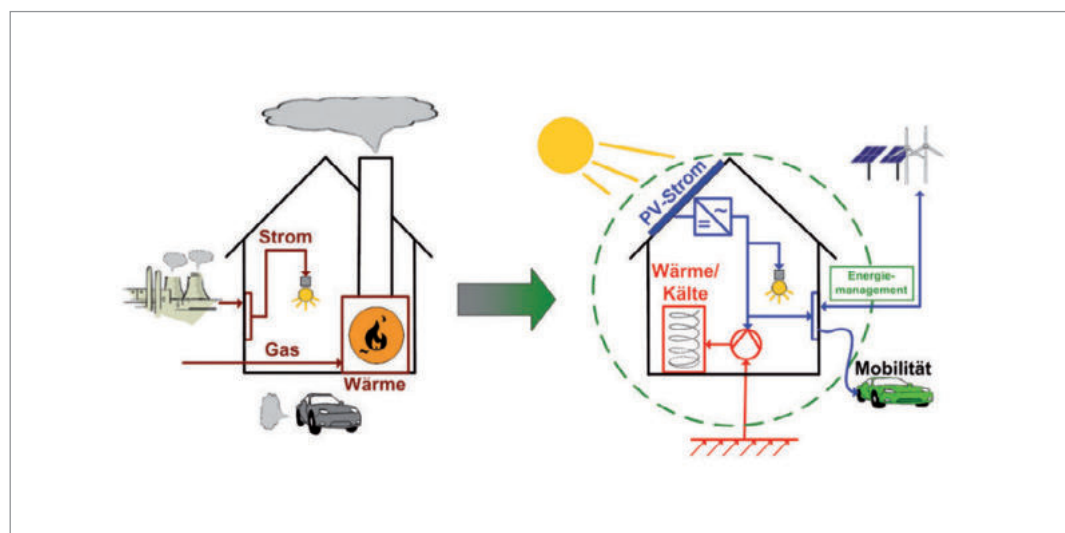 Strom
Gas
Wärme
PV-Strom
Wärme/
Kälte
Energie-
management
Mobilität